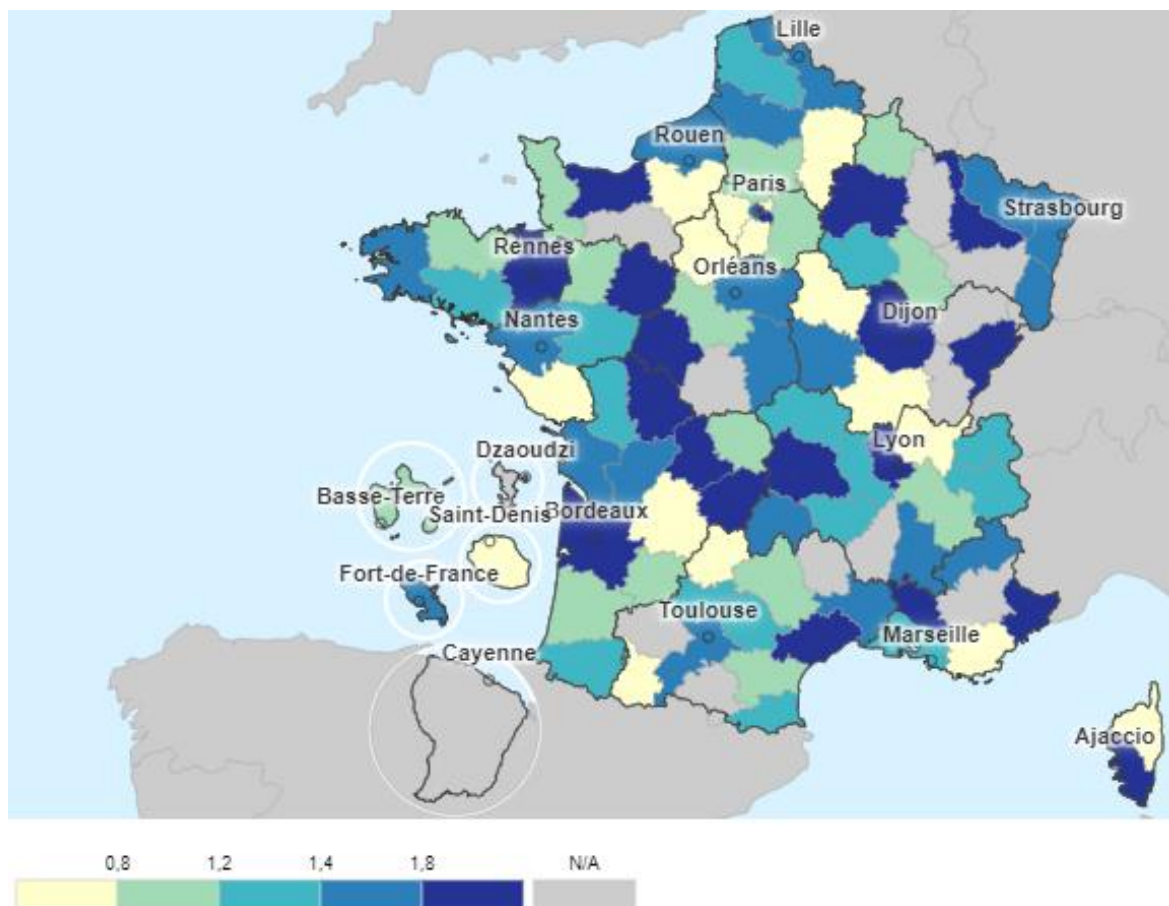 Lille
Rouen
Paris
Strasbourg
Rennes
Orléans
Nantes
Dijon
Lyon
Dzaoudzi
Basse-Terre
Saint-Denis
Bordeaux
Fort-de-France
Toulouse
Marseille
Cayenne
Ajaccio
0,8 1,2 1,4 1,8 N/A